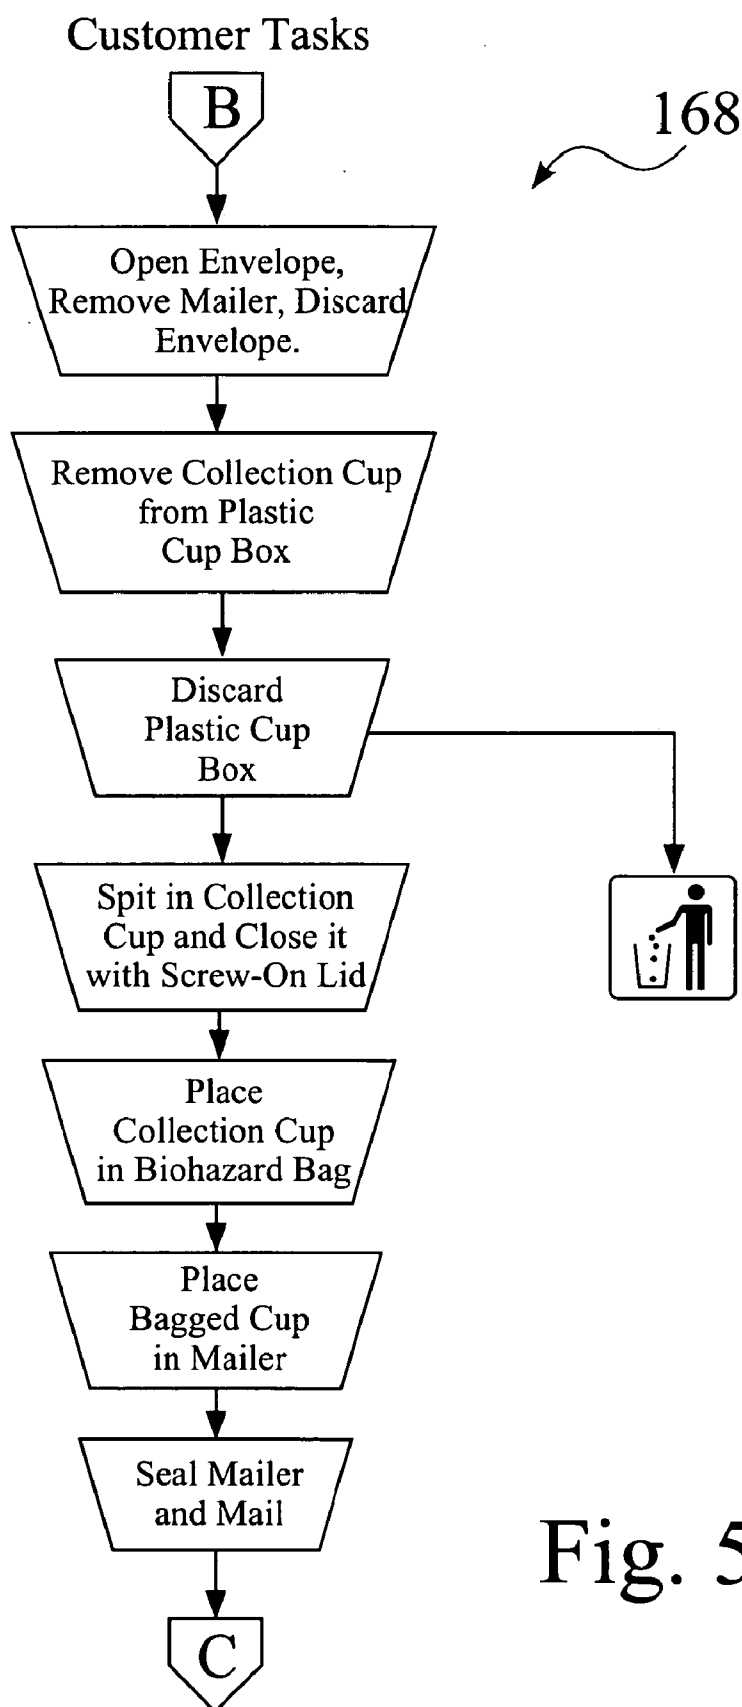 Customer Tasks
B
168
Open Envelope,
Remove Mailer, Discard
Envelope.
Remove Collection Cup
from Plastic
Cup Box
Discard
Plastic Cup
Box
Spit in Collection
Cup and Close it
with Screw-On Lid
Place
Collection Cup
in Biohazard Bag
Place
Bagged Cup
in Mailer
Seal Mailer
and Mail
Fig. 5
C